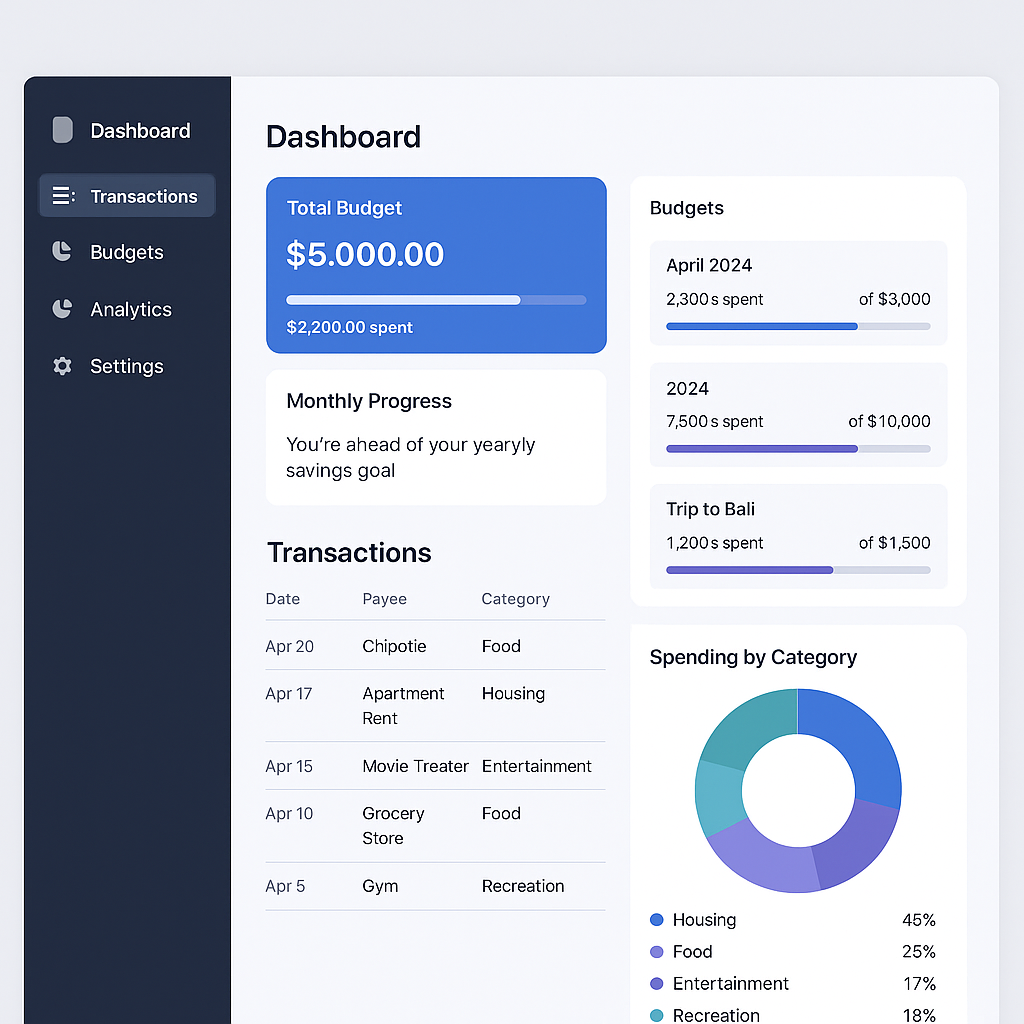 Dashboard
Transactions
Budgets
Analytics
Settings
Dashboard
Total Budget
$5.000.00
$2,200.00 spent
Monthly Progress
You’re ahead of your yearyly
savings goal
Transactions
Date Payee Category
Apr 20 Chipotie Food
Apr 17 Apartment Housing
Rent
Apr 15 Movie Treater Entertainment
Apr 10 Grocery Food
Store
Apr 5 Gym Recreation
Budgets
April 2024
2,300s spent of $3,000
2024
7,500s spent of $10,000
Trip to Bali
1,200s spent of $1,500
Spending by Category
Housing 45%
Food 25%
Entertainment 17%
Recreation 18%